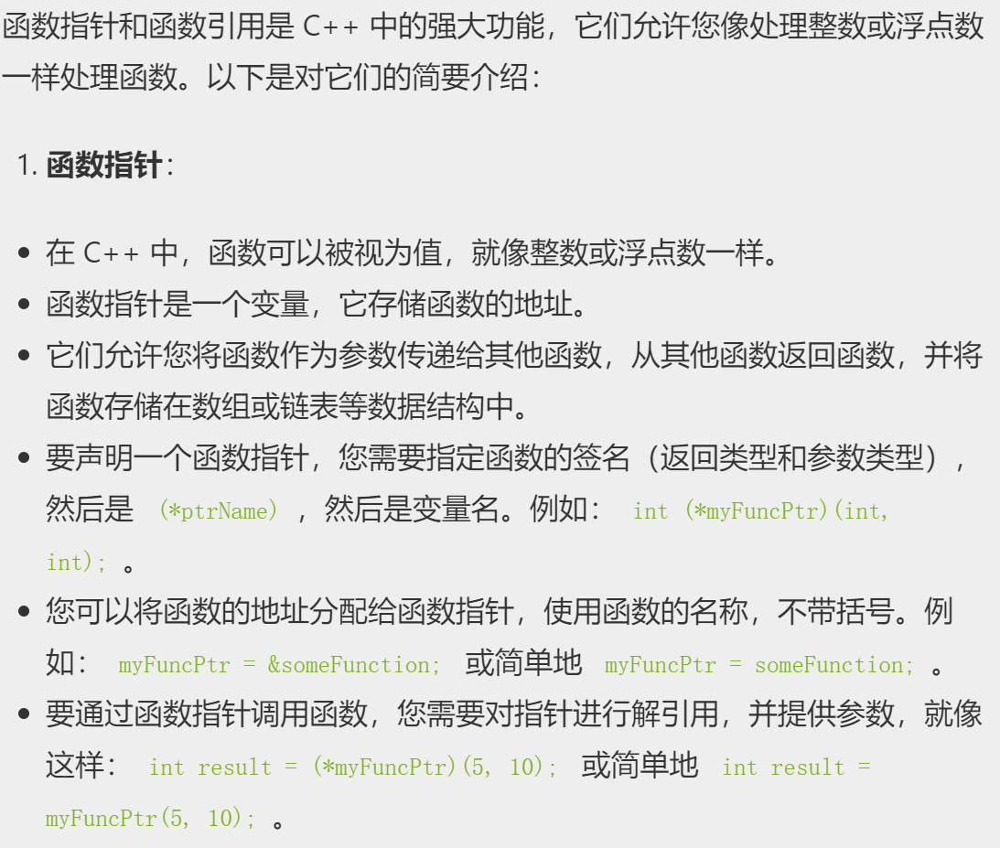 函数指针和函数引用是 C++ 中的强大功能，它们允许您像处理整数或浮点数
一样处理函数。以下是对它们的简要介绍：
1. 函数指针：
• 在 C++ 中，函数可以被视为值，就像整数或浮点数一样。
• 函数指针是一个变量，它存储函数的地址。
• 它们允许您将函数作为参数传递给其他函数，从其他函数返回函数，并将
函数存储在数组或链表等数据结构中。
• 要声明一个函数指针，您需要指定函数的签名（返回类型和参数类型），
然后是 (*ptrName) ，然后是变量名。例如： int (*myFuncPtr)(int,
int); 。
• 您可以将函数的地址分配给函数指针，使用函数的名称，不带括号。例
如： myFuncPtr = &someFunction; 或简单地 myFuncPtr = someFunction; 。
• 要通过函数指针调用函数，您需要对指针进行解引用，并提供参数，就像
这样： int result = (*myFuncPtr)(5, 10); 或简单地 int result =
myFuncPtr(5, 10); 。